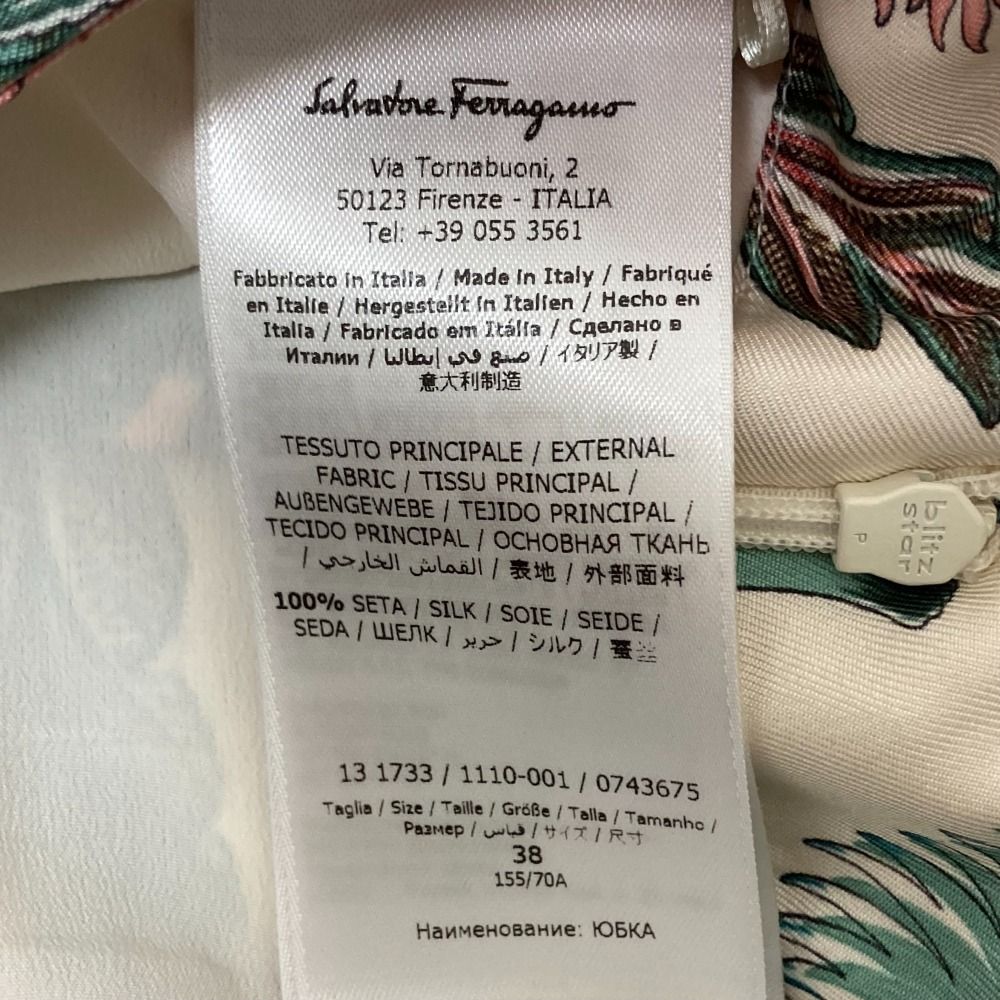 Salvatore Ferragamo
Via Tornabuoni, 2
50123 Firenze - ITALIA
Tel: +39 055 3561
Fabbricato in Italia / Made in Italy / Fabriqué
en Italie / Hergestellt in Italien / Hecho en
Italia / Fabricado em Itália / Сделано в
Италии / صنع في إيطاليا / イタリア製 /
意大利制造
TESSUTO PRINCIPALE / EXTERNAL
FABRIC / TISSU PRINCIPAL /
AUßENGEWEBE / TEJIDO PRINCIPAL /
TECIDO PRINCIPAL / ОСНОВНАЯ ТКАНЬ
/ القماش الخارجي / 表地 / 外部面料
100% SETA / SILK / SOIE / SEIDE /
SEDA / ШЕЛК / حرير / シルク / 蚕丝
13 1733 / 1110-001 / 0743675
Taglia / Size / Taille / Größe / Talla / Tamanho /
Размер / قياس / サイズ / 尺寸
38
155/70A
Наименование: ЮБКА
blitz
star
P